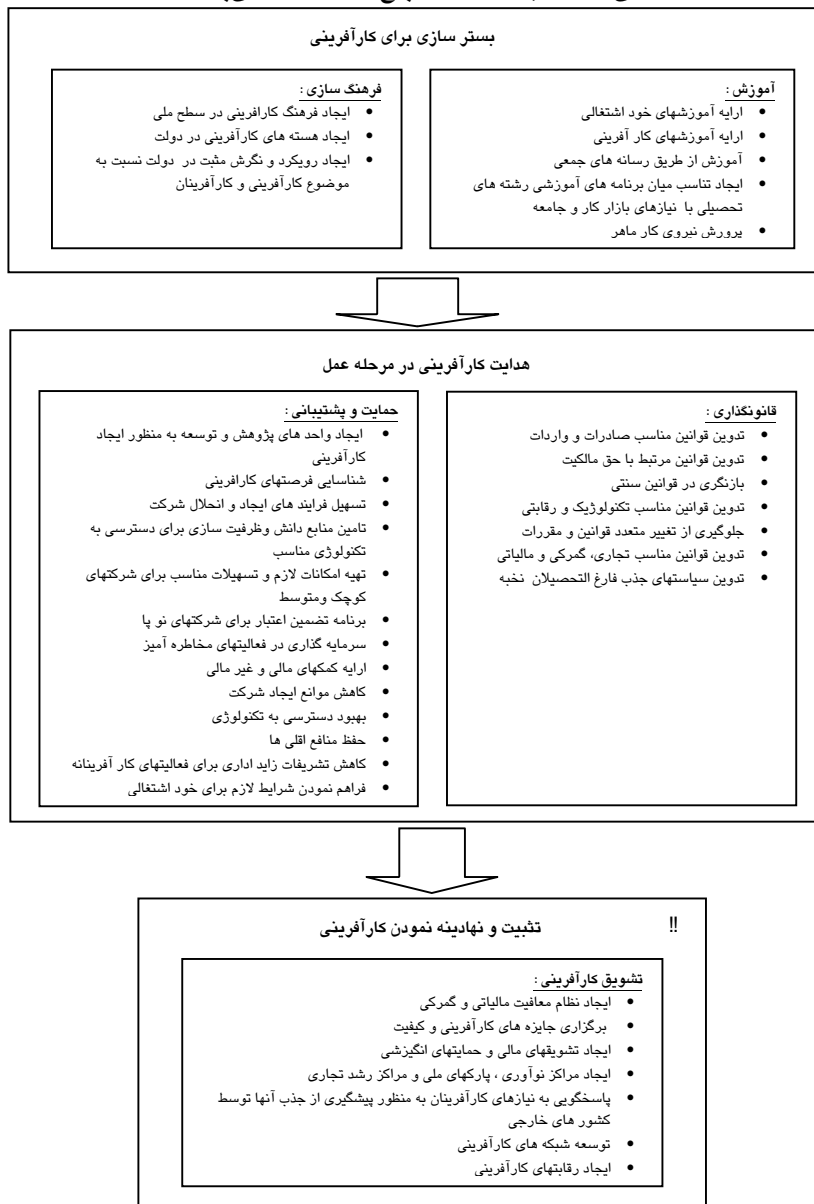 بستر سازی برای کارآفرینی
آموزش :
• ارایه آموزشهای خود اشتغالی
• ارایه آموزشهای کار آفرینی
• آموزش از طریق رسانه های جمعی
• ایجاد تناسب میان برنامه های آموزشی رشته های
تحصیلی با نیازهای بازار کار و جامعه
• پرورش نیروی کار ماهر
فرهنگ سازی :
• ایجاد فرهنگ کارافرینی در سطح ملی
• ایجاد هسته های کارآفرینی در دولت
• ایجاد رویکرد و نگرش مثبت در دولت نسبت به
موضوع کارآفرینی و کارآفرینان
هدایت کارآفرینی در مرحله عمل
قانونگذاری :
• تدوین قوانین مناسب صادرات و واردات
• تدوین قوانین مرتبط با حق مالکیت
• بازنگری در قوانین سنتی
• تدوین قوانین مناسب تکنولوژیک و رقابتی
• جلوگیری از تغییر متعدد قوانین و مقررات
• تدوین قوانین مناسب تجاری، گمرکی و مالیاتی
• تدوین سیاستهای جذب فارغ التحصیلان نخبه
حمایت و پشتیبانی :
• ایجاد واحد های پژوهش و توسعه به منظور ایجاد
کارآفرینی
• شناسایی فرصتهای کارافرینی
• تسهیل فرایند های ایجاد و انحلال شرکت
• تامین منابع دانش وظرفیت سازی برای دسترسی به
تکنولوژی مناسب
• تهیه امکانات لازم و تسهیلات مناسب برای شرکتهای
کوچک ومتوسط
• برنامه تضمین اعتبار برای شرکتهای نو پا
• سرمایه گذاری در فعالیتهای مخاطره آمیز
• ارایه کمکهای مالی و غیر مالی
• کاهش موانع ایجاد شرکت
• بهبود دسترسی به تکنولوژی
• حفظ منافع اقلی ها
• کاهش تشریفات زاید اداری برای فعالیتهای کار آفرینانه
• فراهم نمودن شرایط لازم برای خود اشتغالی
!!
تثبیت و نهادینه نمودن کارآفرینی
تشویق کارآفرینی :
• ایجاد نظام معافیت مالیاتی و گمرکی
• برگزاری جایزه های کارآفرینی و کیفیت
• ایجاد تشویقهای مالی و حمایتهای انگیزشی
• ایجاد مراکز نوآوری ، پارکهای ملی و مراکز رشد تجاری
• پاسخگویی به نیازهای کارآفرینان به منظور پیشگیری از جذب آنها توسط
کشور های خارجی
• توسعه شبکه های کارآفرینی
• ایجاد رقابتهای کارآفرینی